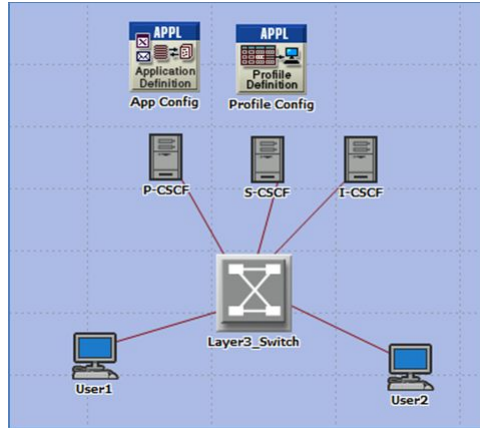 APPL
Application
Definition
App Config
APPL
Profile
Definition
Profile Config
P-CSCF
S-CSCF
I-CSCF
Layer3_Switch
User1
User2